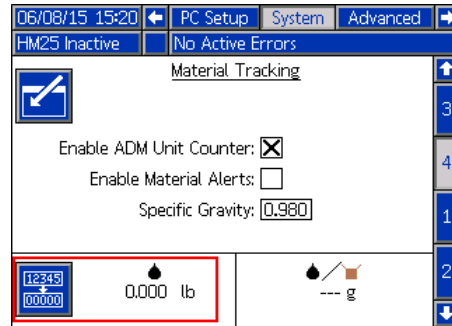 06/08/15 15:20 PC Setup System Advanced
HM25 Inactive No Active Errors
Material Tracking
3
Enable ADM Unit Counter:
4
Enable Material Alerts:
Specific Gravity: 0.980
1
12345
00000
0.000 lb
/
--- g
2